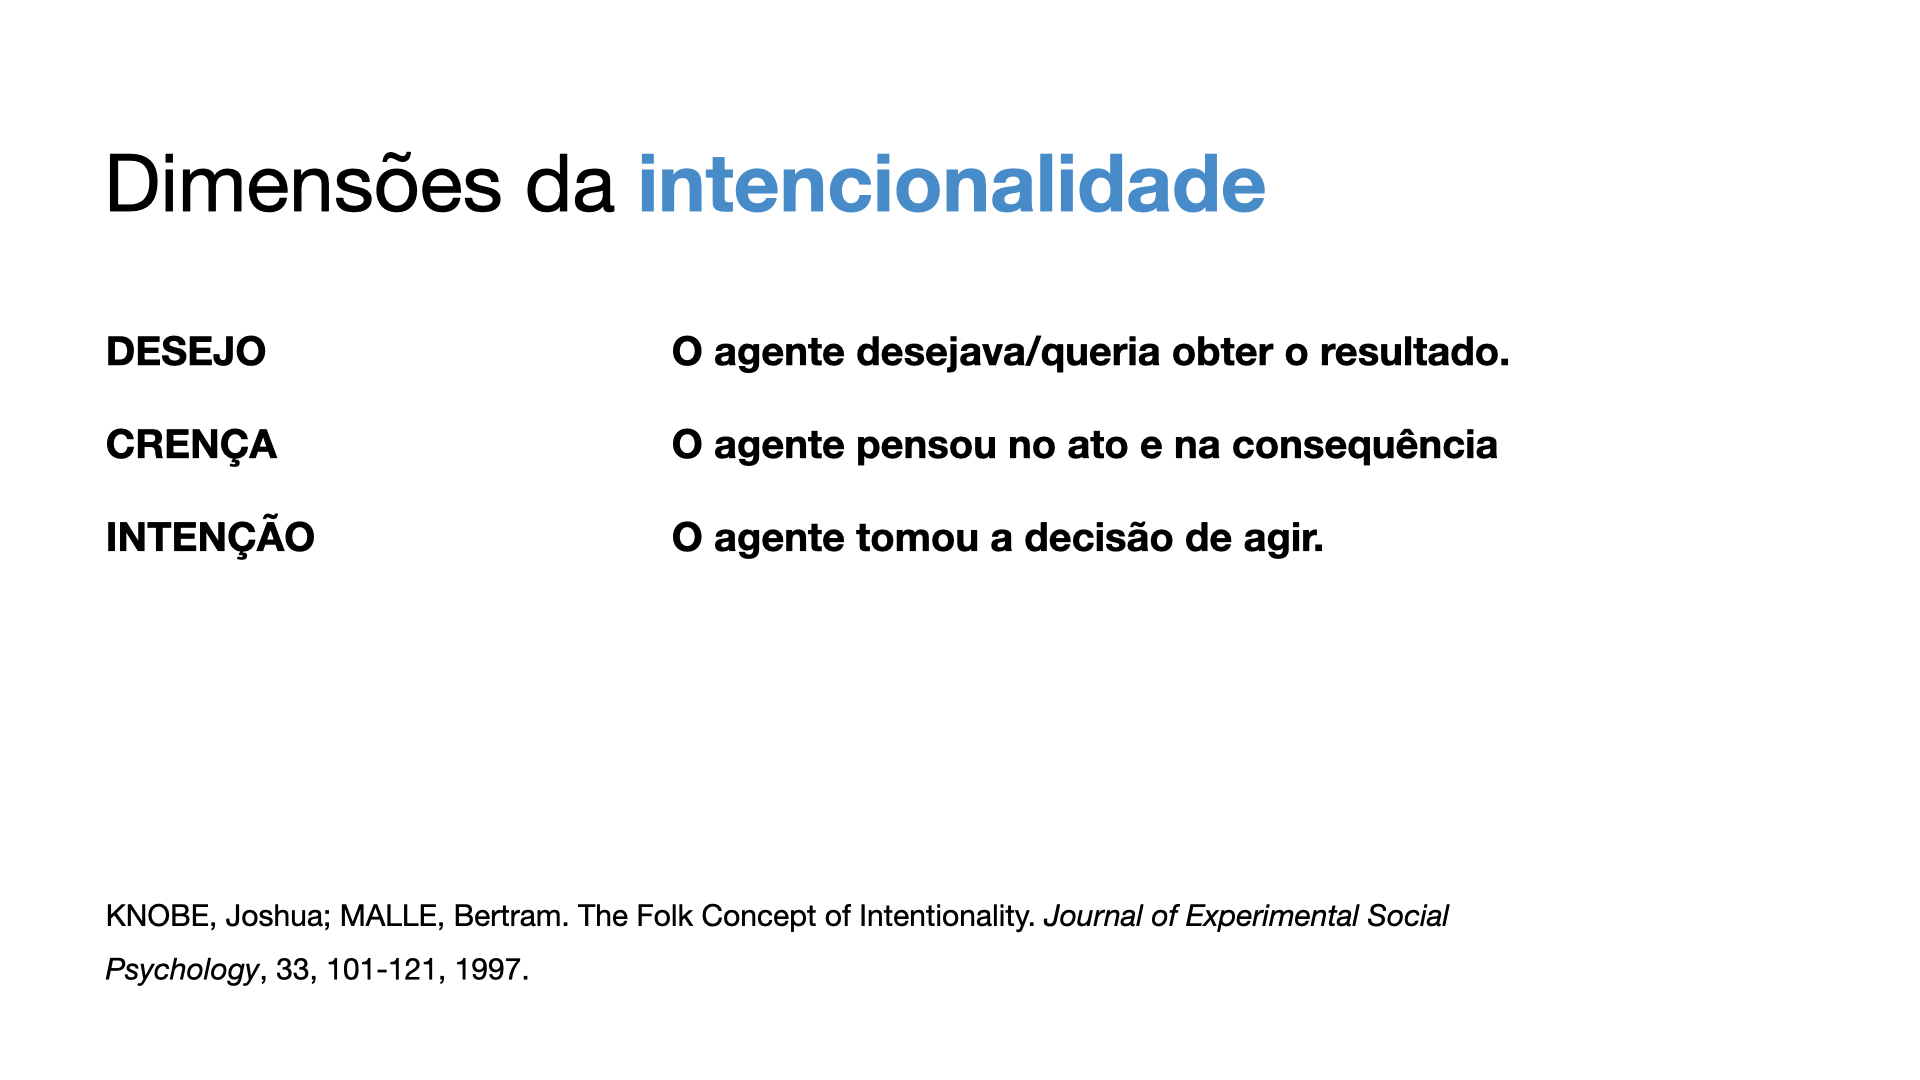 Dimensões da intencionalidade
DESEJO O agente desejava/queria obter o resultado.
CRENÇA O agente pensou no ato e na consequência
INTENÇÃO O agente tomou a decisão de agir.
KNOBE, Joshua; MALLE, Bertram. The Folk Concept of Intentionality. Journal of Experimental Social
Psychology, 33, 101-121, 1997.